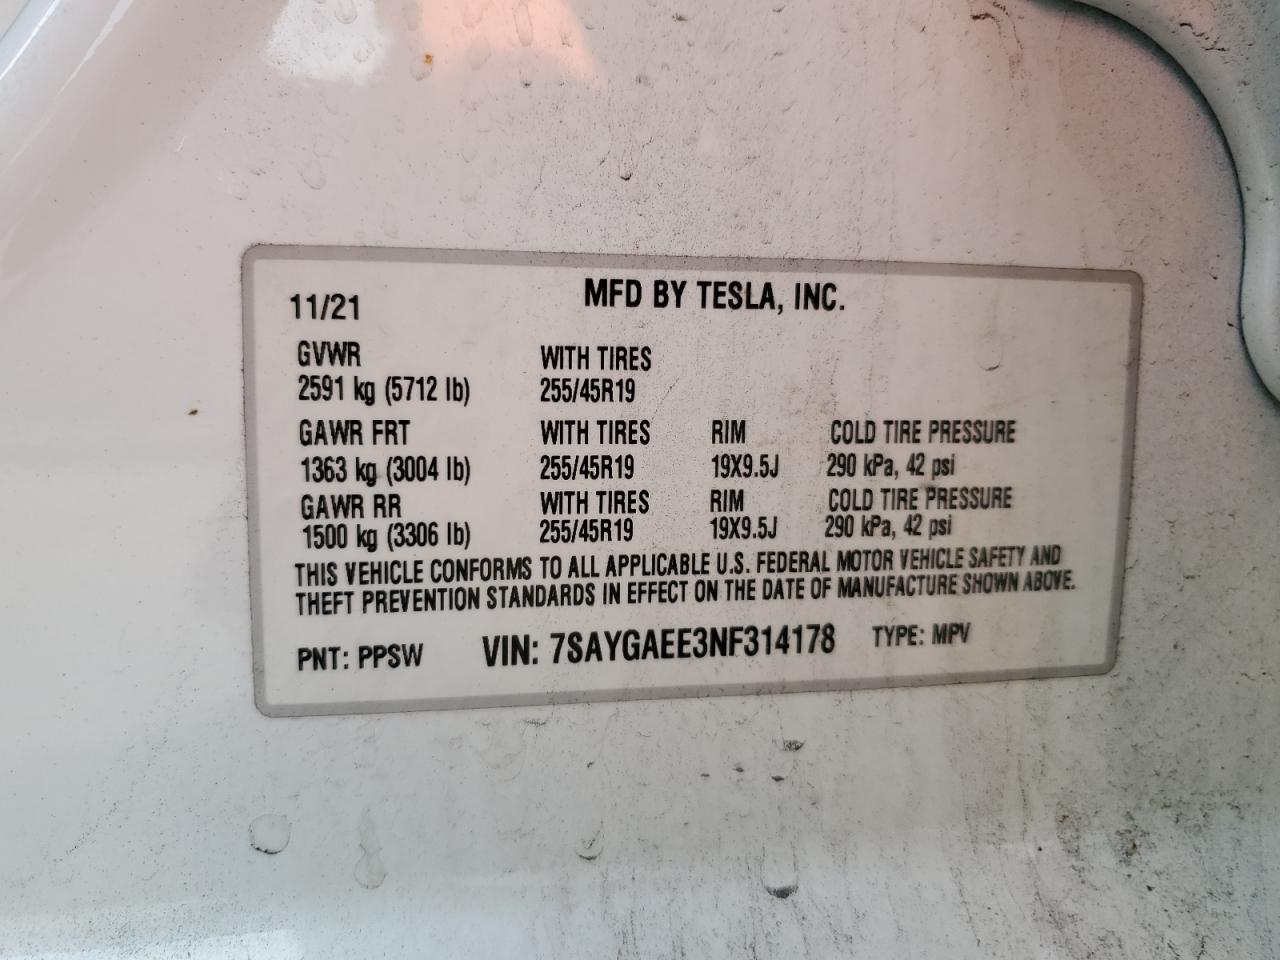 11/21 MFD BY TESLA, INC.
GVWR WITH TIRES
2591 kg (5712 lb) 255/45R19
GAWR FRT WITH TIRES RIM COLD TIRE PRESSURE
1363 kg (3004 lb) 255/45R19 19X9.5J 290 kPa, 42 psi
GAWR RR WITH TIRES RIM COLD TIRE PRESSURE
1500 kg (3306 lb) 255/45R19 19X9.5J 290 kPa, 42 psi
THIS VEHICLE CONFORMS TO ALL APPLICABLE U.S. FEDERAL MOTOR VEHICLE SAFETY AND
THEFT PREVENTION STANDARDS IN EFFECT ON THE DATE OF MANUFACTURE SHOWN ABOVE.
PNT: PPSW VIN: 7SAYGAEE3NF314178 TYPE: MPV